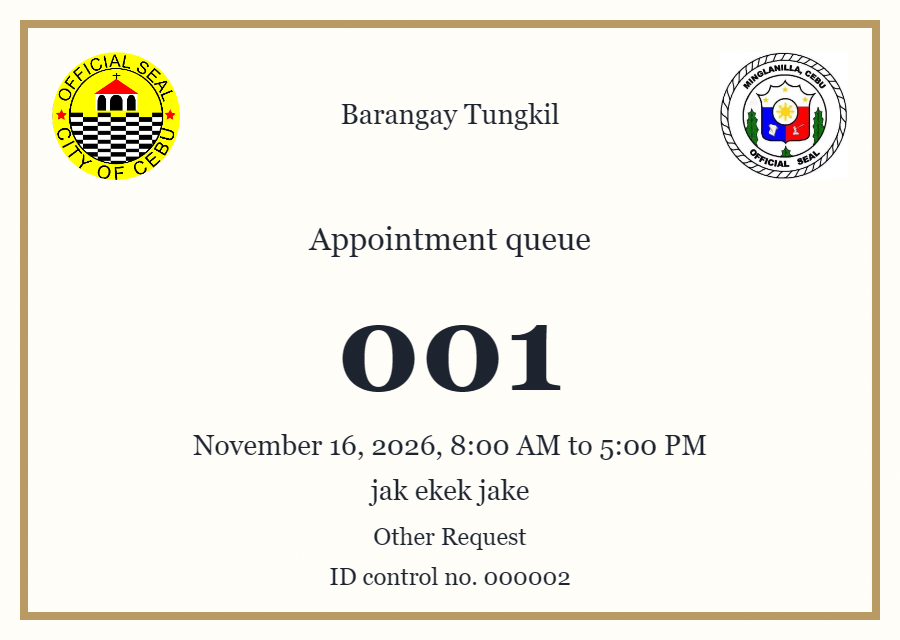 OFFICIAL SEAL
CITY OF CEBU
Barangay Tungkil
MINGLANILLA, CEBU
OFFICIAL SEAL
Appointment queue
001
November 16, 2026, 8:00 AM to 5:00 PM
jak ekek jake
Other Request
ID control no. 000002